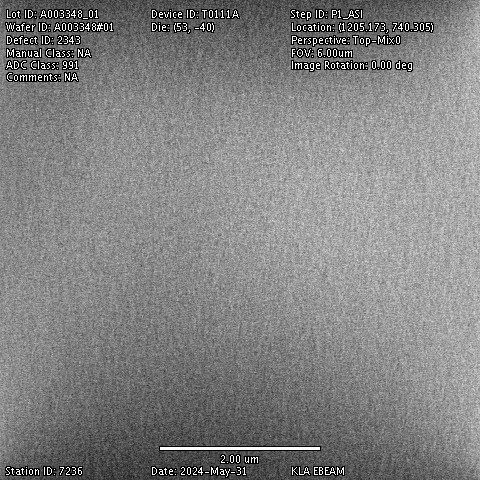 Lot ID: A003348_01
Wafer ID: A003348#01
Defect ID: 2343
Manual Class: NA
ADC Class: 991
Comments: NA
Device ID: T0111A
Die: (53, -40)
Step ID: P1_ASI
Location: (1205.173, 740.305)
Perspective: Top-Mix0
FOV: 6.00um
Image Rotation: 0.00 deg
2.00 um
Station ID: 7236
Date: 2024-May-31
KLA EBEAM